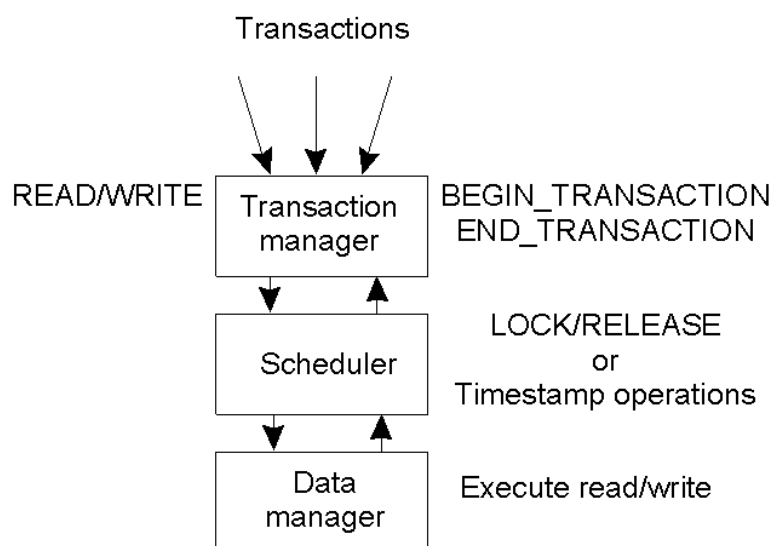 Transactions
READ/WRITE
Transaction
manager
BEGIN_TRANSACTION
END_TRANSACTION
Scheduler
LOCK/RELEASE
or
Timestamp operations
Data
manager
Execute read/write